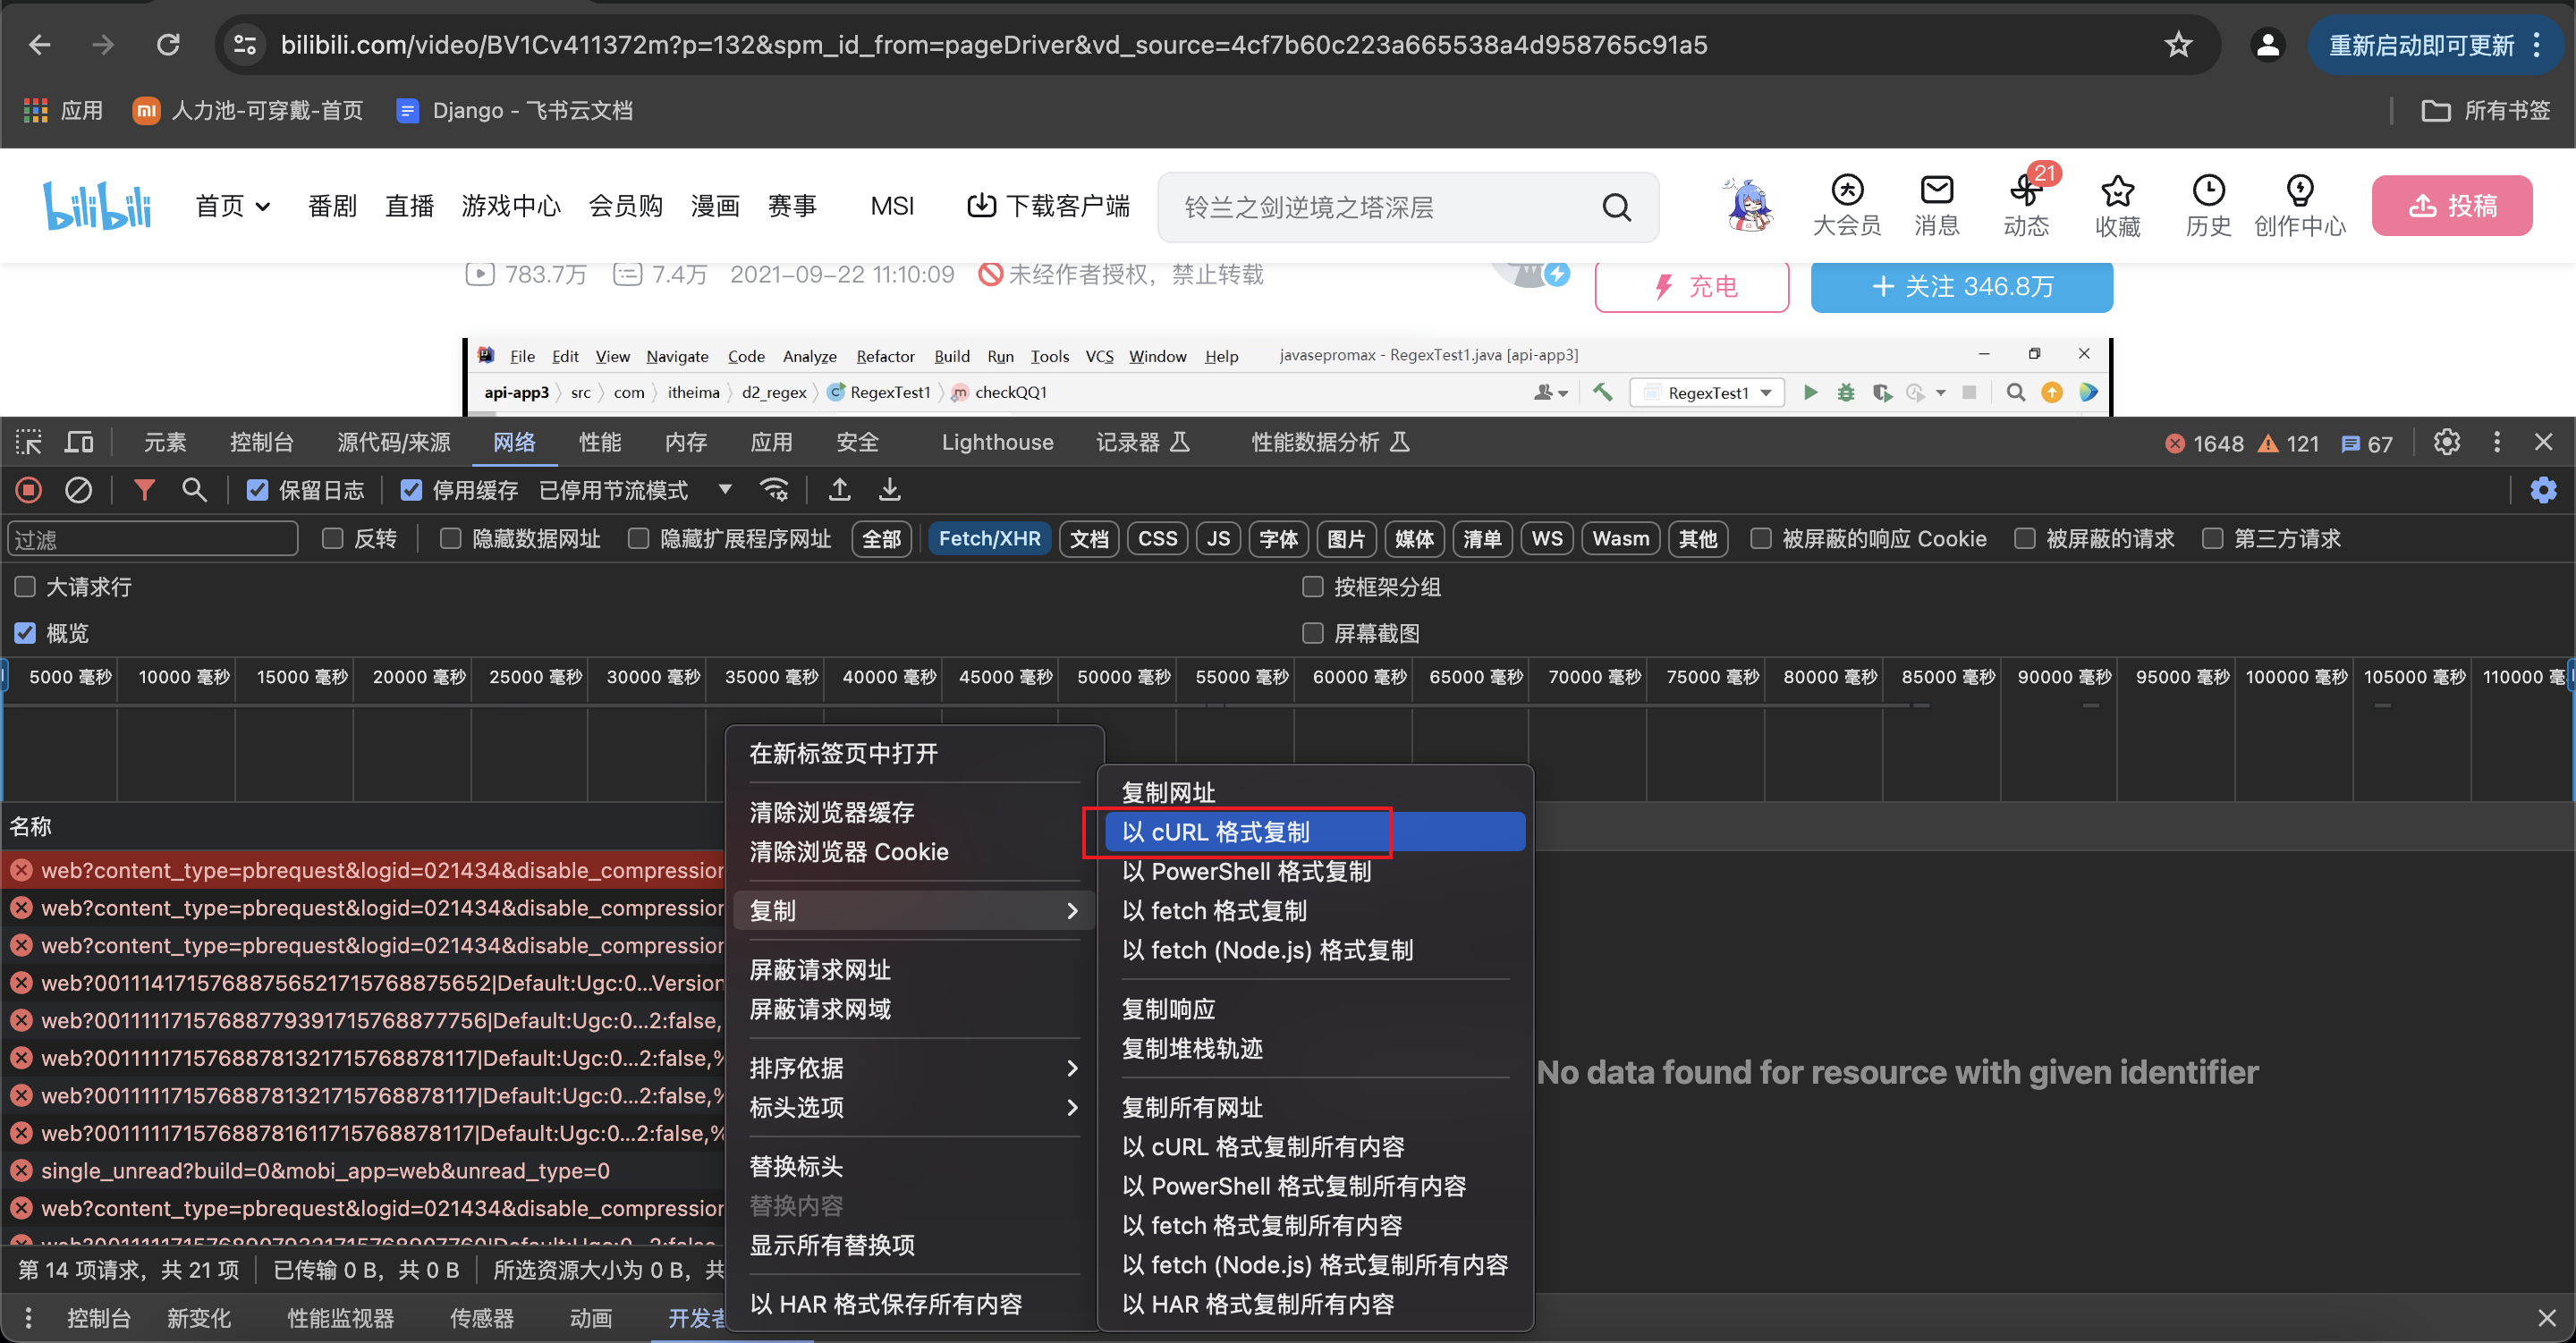 bilibili.com/video/BV1Cv411372m?p=132&spm_id_from=pageDriver&vd_source=4cf7b60c223a665538a4d958765c91a5 重新启动即可更新
应用 人力池-可穿戴-首页 Django - 飞书云文档 所有书签
bilibili 首页 番剧 直播 游戏中心 会员购 漫画 赛事 MSI 下载客户端 铃兰之剑逆境之塔深层 大会员 消息 21 动态 收藏 历史 创作中心 投稿
783.7万 7.4万 2021-09-22 11:10:09 未经作者授权，禁止转载 充电 + 关注 346.8万
File Edit View Navigate Code Analyze Refactor Build Run Tools VCS Window Help javasepromax - RegexTest1.java [api-app3]
api-app3 src com itheima d2_regex RegexTest1 checkQQ1 RegexTest1
元素 控制台 源代码/来源 网络 性能 内存 应用 安全 Lighthouse 记录器 性能数据分析 1648 121 67
保留日志 停用缓存 已停用节流模式
过滤 反转 隐藏数据网址 隐藏扩展程序网址 全部 Fetch/XHR 文档 CSS JS 字体 图片 媒体 清单 WS Wasm 其他 被屏蔽的响应 Cookie 被屏蔽的请求 第三方请求
大请求行 按框架分组
概览 屏幕截图
5000 毫秒 10000 毫秒 15000 毫秒 20000 毫秒 25000 毫秒 30000 毫秒 35000 毫秒 40000 毫秒 45000 毫秒 50000 毫秒 55000 毫秒 60000 毫秒 65000 毫秒 70000 毫秒 75000 毫秒 80000 毫秒 85000 毫秒 90000 毫秒 95000 毫秒 100000 毫秒 105000 毫秒 110000 毫
名称
web?content_type=pbrequest&logid=021434&disable_compression
web?content_type=pbrequest&logid=021434&disable_compression
web?content_type=pbrequest&logid=021434&disable_compression
web?0011141715768875652​1715768875652|Default:Ugc:0...Version
web?0011111715768877939​1715768877756|Default:Ugc:0...2:false,
web?0011111715768878132​1715768878117|Default:Ugc:0...2:false,%
web?0011111715768878132​1715768878117|Default:Ugc:0...2:false,%
web?0011111715768878161​1715768878117|Default:Ugc:0...2:false,%
single_unread?build=0&mobi_app=web&unread_type=0
web?content_type=pbrequest&logid=021434&disable_compression
第 14 项请求，共 21 项 已传输 0 B，共 0 B 所选资源大小为 0 B，共
控制台 新变化 性能监视器 传感器 动画 开发者
在新标签页中打开
清除浏览器缓存
清除浏览器 Cookie
复制
屏蔽请求网址
屏蔽请求网域
排序依据
标头选项
替换标头
替换内容
显示所有替换项
以 HAR 格式保存所有内容
复制网址
以 cURL 格式复制
以 PowerShell 格式复制
以 fetch 格式复制
以 fetch (Node.js) 格式复制
复制响应
复制堆栈轨迹
复制所有网址
以 cURL 格式复制所有内容
以 PowerShell 格式复制所有内容
以 fetch 格式复制所有内容
以 fetch (Node.js) 格式复制所有内容
以 HAR 格式复制所有内容
No data found for resource with given identifier